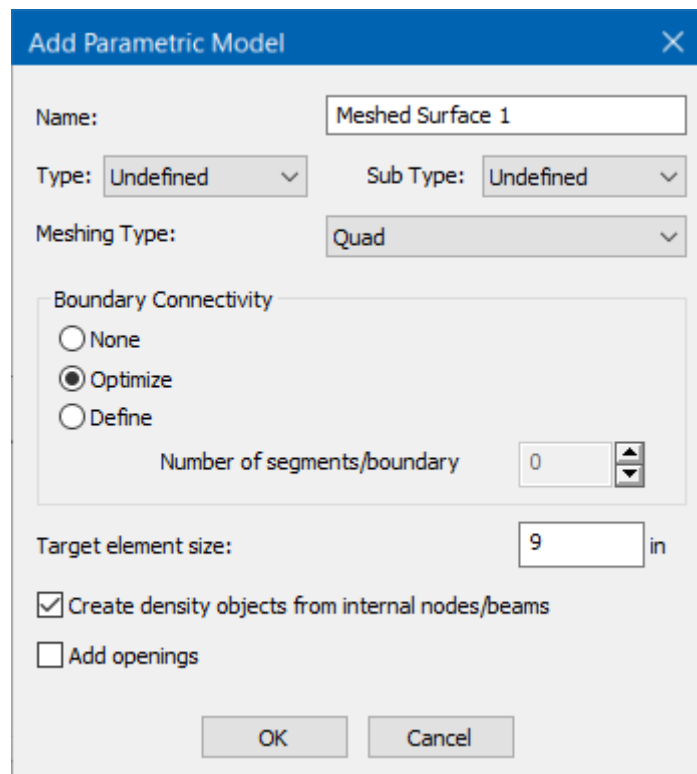 Add Parametric Model
Name: Meshed Surface 1
Type: Undefined Sub Type: Undefined
Meshing Type: Quad
Boundary Connectivity
None
Optimize
Define
Number of segments/boundary 0
Target element size: 9 in
Create density objects from internal nodes/beams
Add openings
OK Cancel